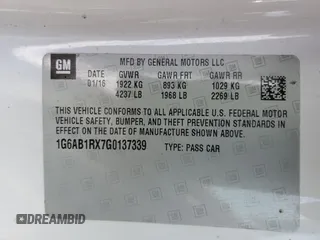 GM
MFD BY GENERAL MOTORS LLC
DATE GVWR GAWR FRT GAWR RR
01/16 1922 KG 893 KG 1029 KG
4237 LB 1968 LB 2269 LB
THIS VEHICLE CONFORMS TO ALL APPLICABLE U.S. FEDERAL MOTOR
VEHICLE SAFETY, BUMPER, AND THEFT PREVENTION STANDARDS IN
EFFECT ON THE DATE OF MANUFACTURE SHOWN ABOVE.
1G6AB1RX7G0137339 TYPE: PASS CAR
DREAMBID